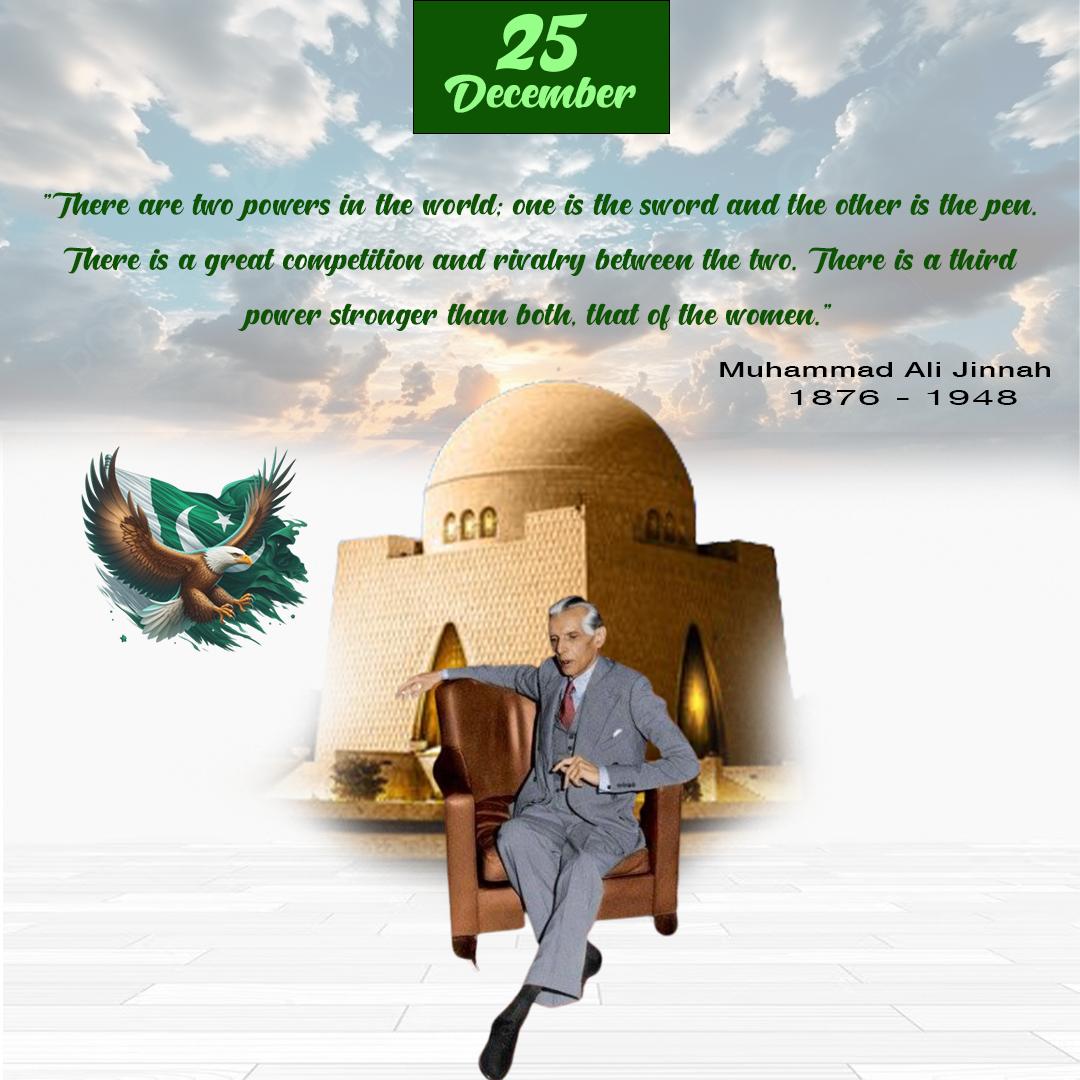 25
December
"There are two powers in the world; one is the sword and the other is the pen.
There is a great competition and rivalry between the two. There is a third
power stronger than both, that of the women."
Muhammad Ali Jinnah
1876 - 1948